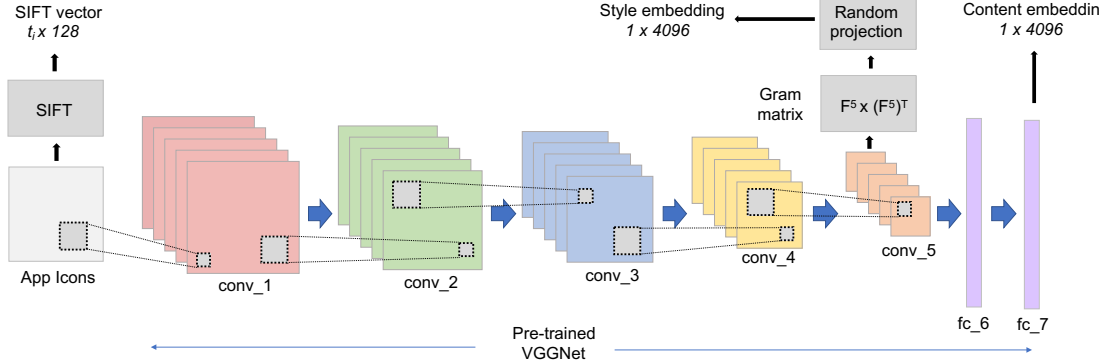 SIFT vector
t_i x 128
SIFT
App Icons
conv_1
conv_2
conv_3
conv_4
conv_5
Style embedding
1 x 4096
Random
projection
Gram
matrix
F⁵ x (F⁵)ᵀ
Content embeddin
1 x 4096
fc_6
fc_7
Pre-trained
VGGNet